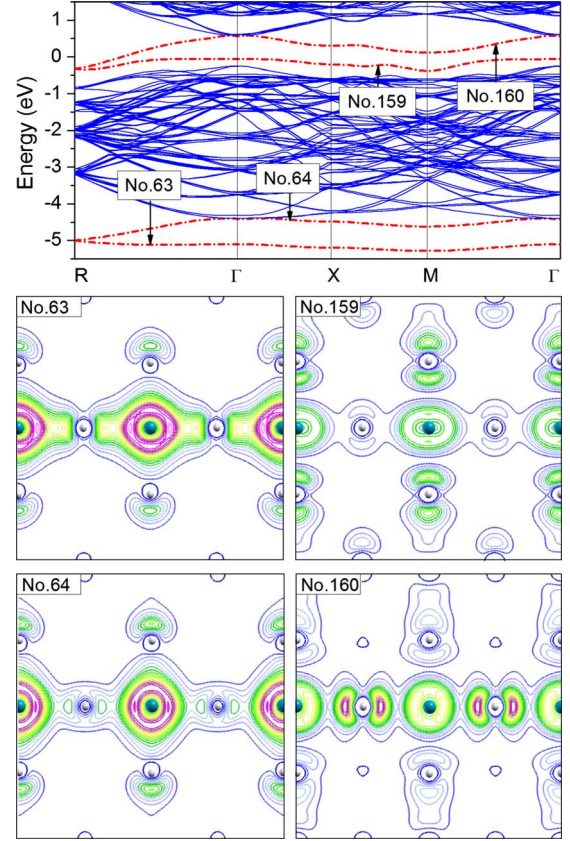 1
0
-1
-2
-3
-4
-5
Energy (eV)
No.159
No.160
No.63
No.64
R Γ X M Γ
No.63
No.159
No.64
No.160